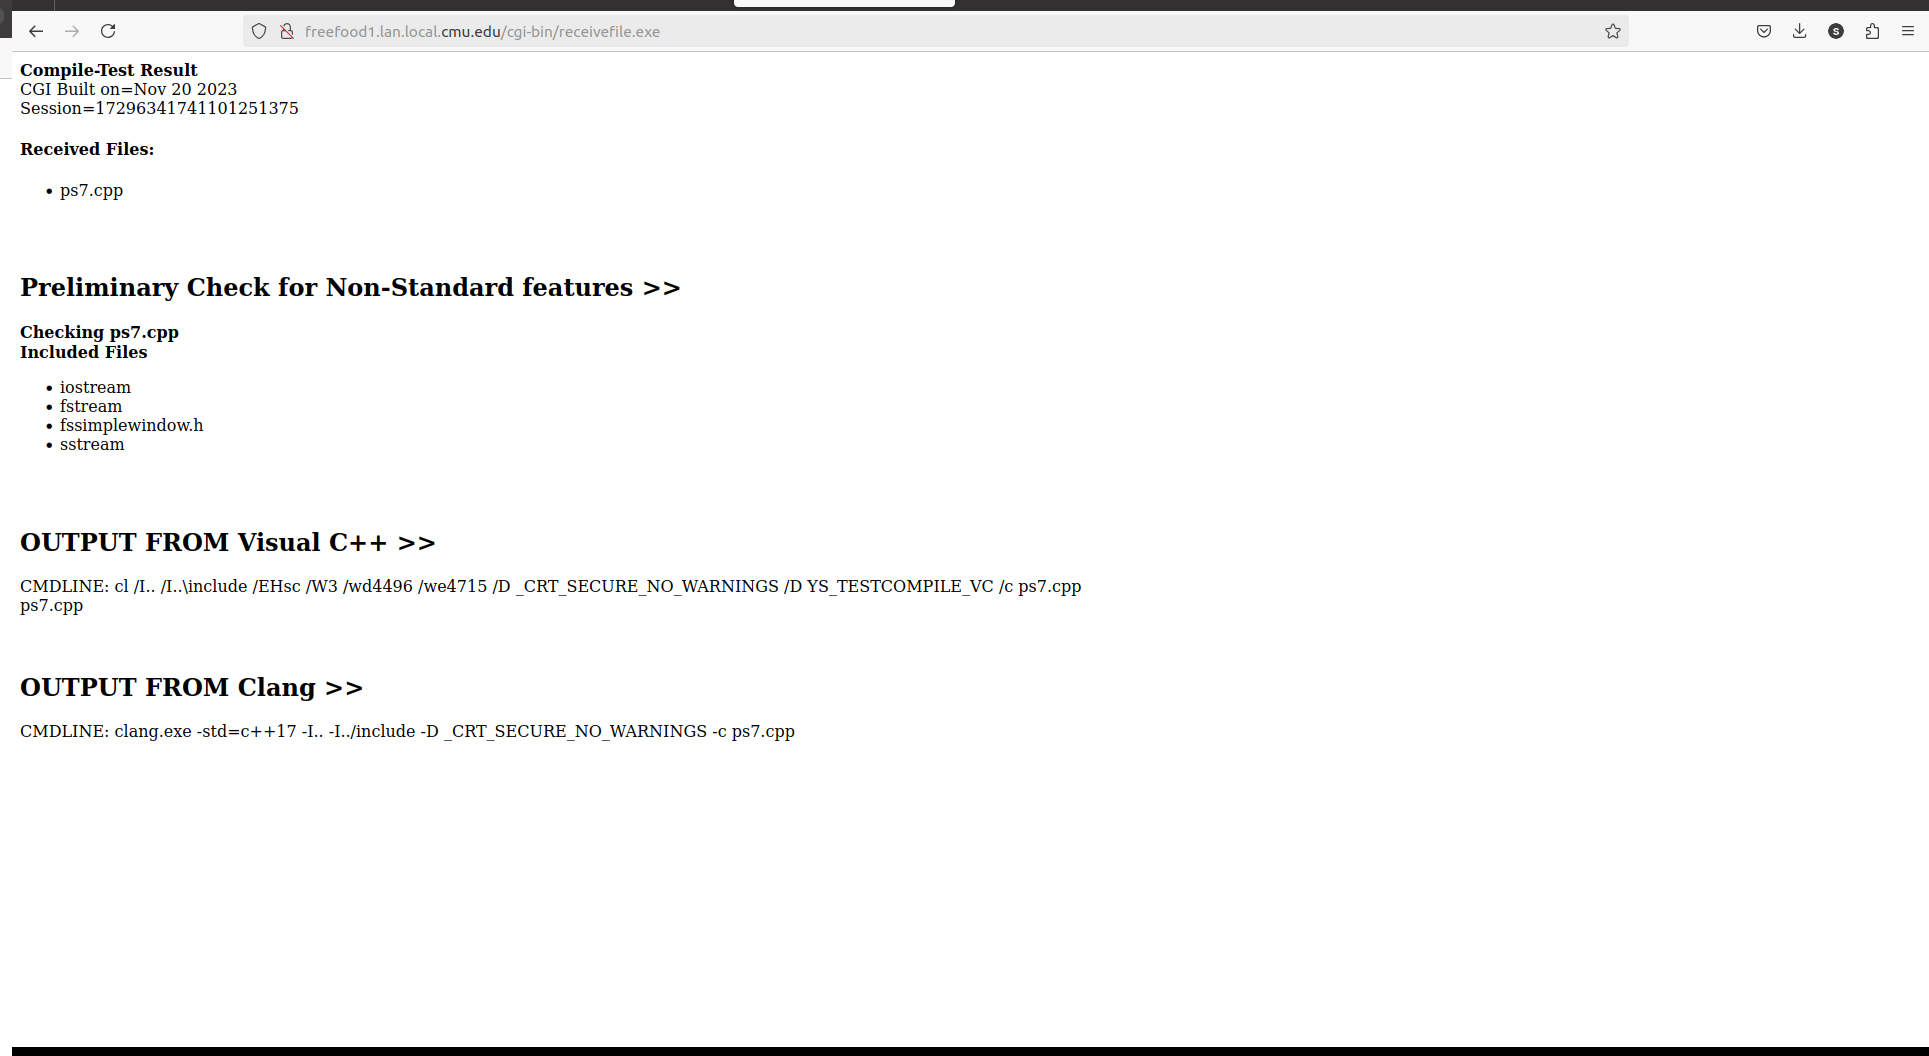 freefood1.lan.local.cmu.edu/cgi-bin/receivefile.exe
S
Compile-Test Result
CGI Built on=Nov 20 2023
Session=17296341741101251375
Received Files:
• ps7.cpp
Preliminary Check for Non-Standard features >>
Checking ps7.cpp
Included Files
• iostream
• fstream
• fssimplewindow.h
• sstream
OUTPUT FROM Visual C++ >>
CMDLINE: cl /I.. /I..\include /EHsc /W3 /wd4496 /we4715 /D _CRT_SECURE_NO_WARNINGS /D YS_TESTCOMPILE_VC /c ps7.cpp
ps7.cpp
OUTPUT FROM Clang >>
CMDLINE: clang.exe -std=c++17 -I.. -I../include -D _CRT_SECURE_NO_WARNINGS -c ps7.cpp